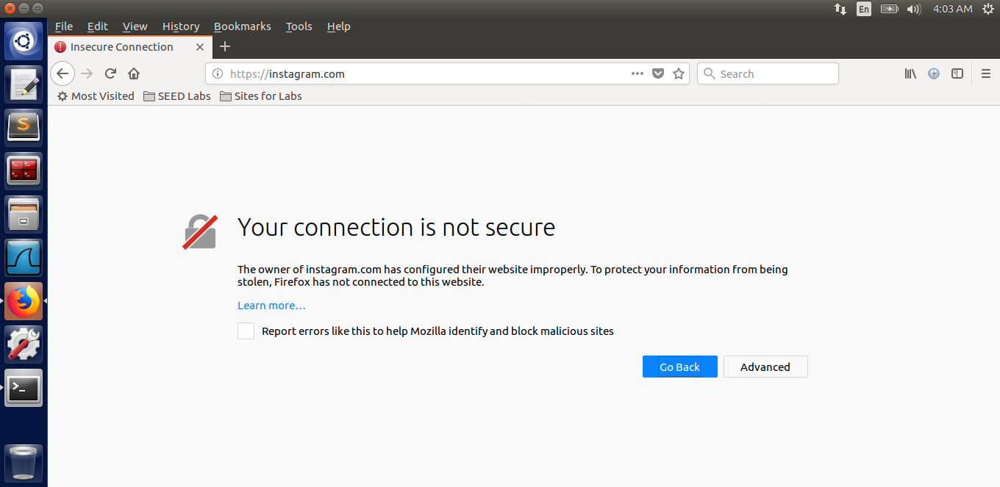 En 4:03 AM
File Edit View History Bookmarks Tools Help
Insecure Connection
https://instagram.com Search
Most Visited SEED Labs Sites for Labs
Your connection is not secure
The owner of instagram.com has configured their website improperly. To protect your information from being
stolen, Firefox has not connected to this website.
Learn more…
Report errors like this to help Mozilla identify and block malicious sites
Go Back Advanced